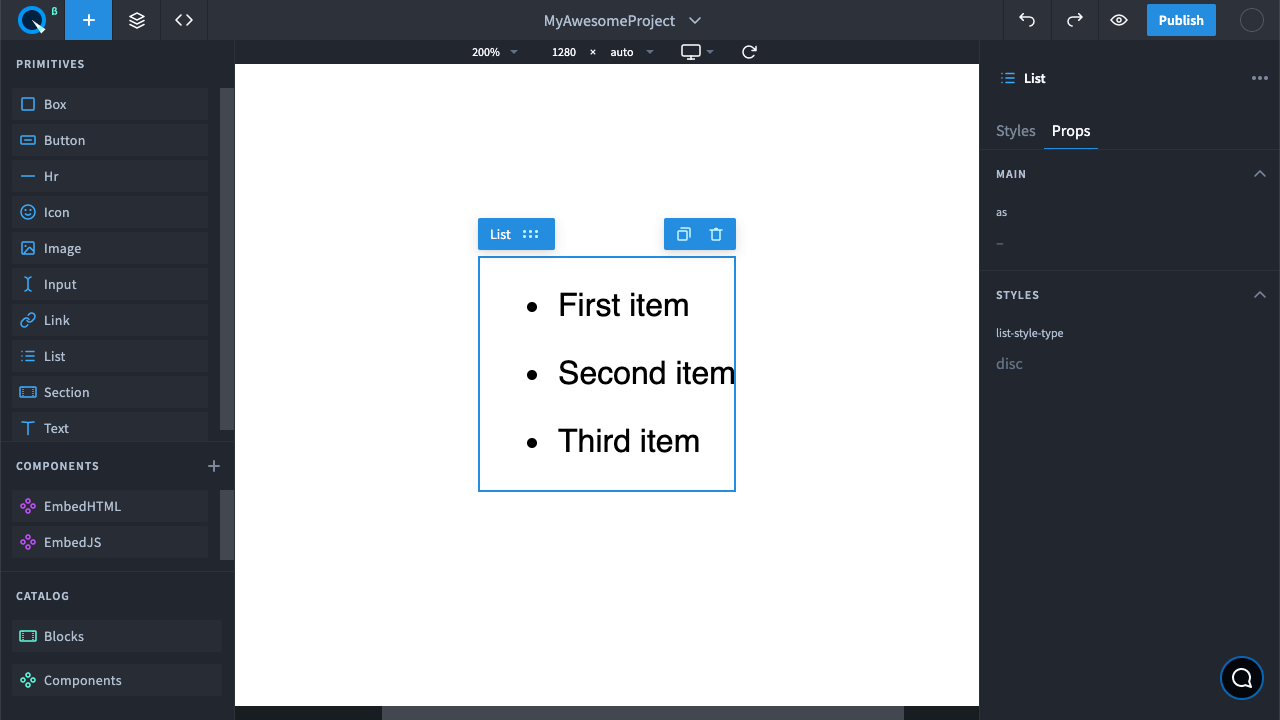 β
MyAwesomeProject
Publish
200%
1280 × auto
PRIMITIVES
Box
Button
Hr
Icon
Image
Input
Link
List
Section
Text
COMPONENTS
EmbedHTML
EmbedJS
CATALOG
Blocks
Components
List
• First item
• Second item
• Third item
List
Styles Props
MAIN
as
–
STYLES
list-style-type
disc